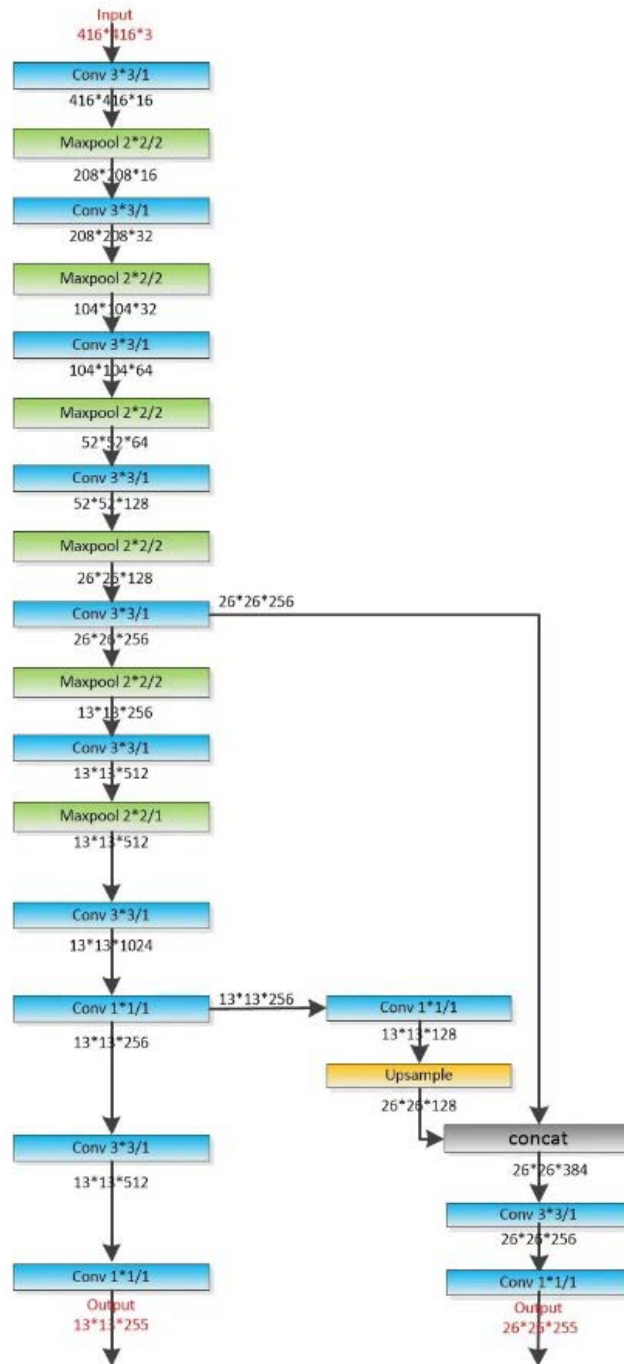 Input
416*416*3
Conv 3*3/1
416*416*16
Maxpool 2*2/2
208*208*16
Conv 3*3/1
208*208*32
Maxpool 2*2/2
104*104*32
Conv 3*3/1
104*104*64
Maxpool 2*2/2
52*52*64
Conv 3*3/1
52*52*128
Maxpool 2*2/2
26*26*128
Conv 3*3/1
26*26*256
26*26*256
Maxpool 2*2/2
13*13*256
Conv 3*3/1
13*13*512
Maxpool 2*2/1
13*13*512
Conv 3*3/1
13*13*1024
Conv 1*1/1
13*13*256
13*13*256
Conv 1*1/1
13*13*128
Upsample
26*26*128
concat
26*26*384
Conv 3*3/1
13*13*512
Conv 1*1/1
Output
13*13*255
Conv 3*3/1
26*26*256
Conv 1*1/1
Output
26*26*255